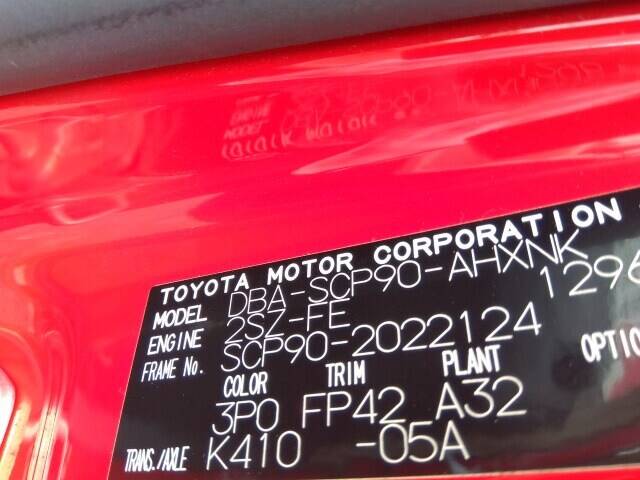 TOYOTA MOTOR CORPORATION
MODEL DBA-SCP90-AHXNK
ENGINE 2SZ-FE 1296
FRAME No. SCP90-2022124
COLOR TRIM PLANT OPTIO
3P0 FP42 A32
TRANS./AXLE K410 -05A